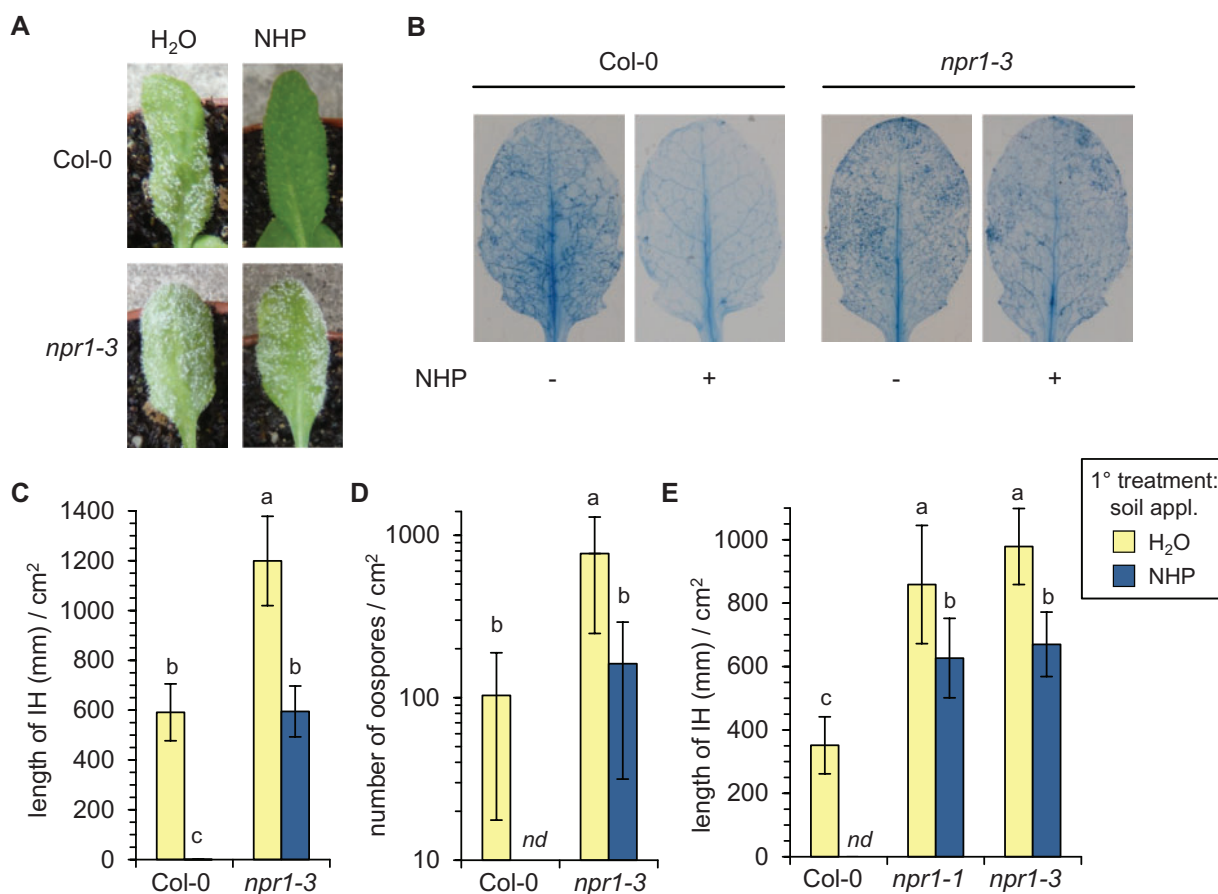 A
H₂O NHP
Col-0
npr1-3
B
Col-0 npr1-3
NHP - + - +
C
length of IH (mm) / cm²
1400
1200
1000
800
600
400
200
0
b
c
a
b
Col-0 npr1-3
D
number of oospores / cm²
1000
100
10
b
nd
a
b
Col-0 npr1-3
E
length of IH (mm) / cm²
1000
800
600
400
200
0
c
nd
a
b
a
b
Col-0 npr1-1 npr1-3
1° treatment:
soil appl.
H₂O
NHP